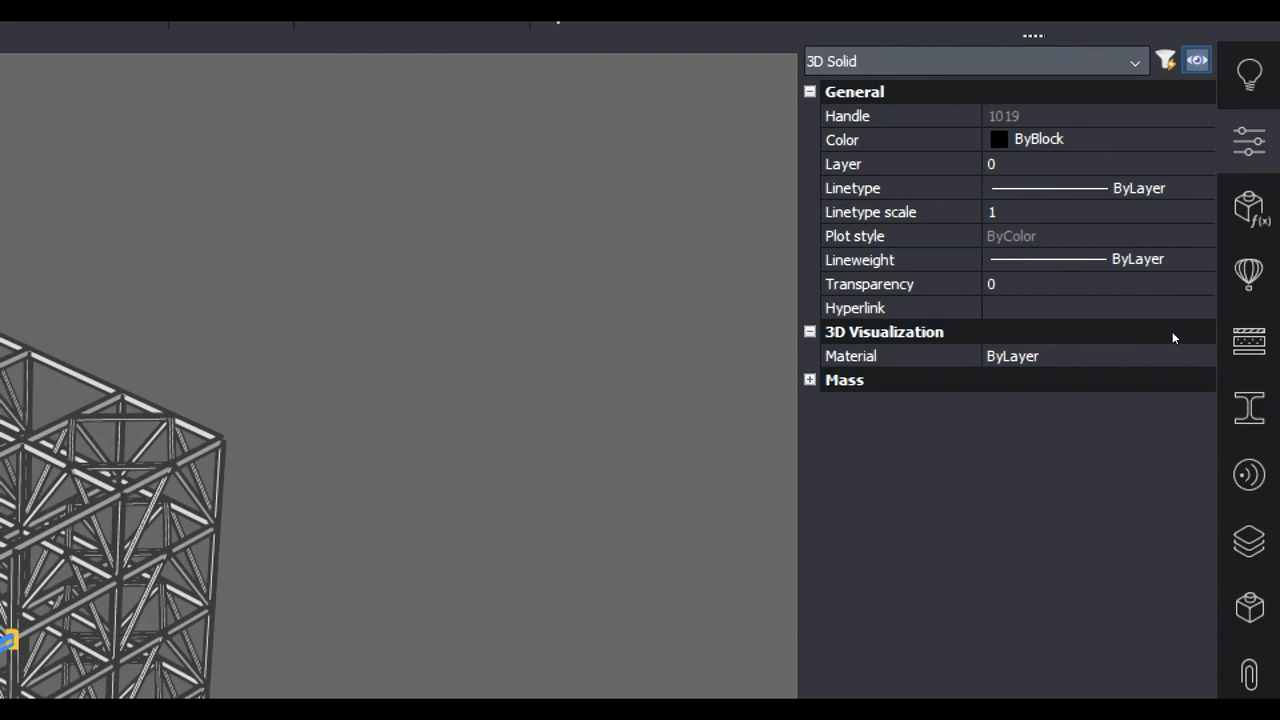 3D Solid
General
Handle 1019
Color ByBlock
Layer 0
Linetype ByLayer
Linetype scale 1
Plot style ByColor
Lineweight ByLayer
Transparency 0
Hyperlink
3D Visualization
Material ByLayer
Mass
f(x)